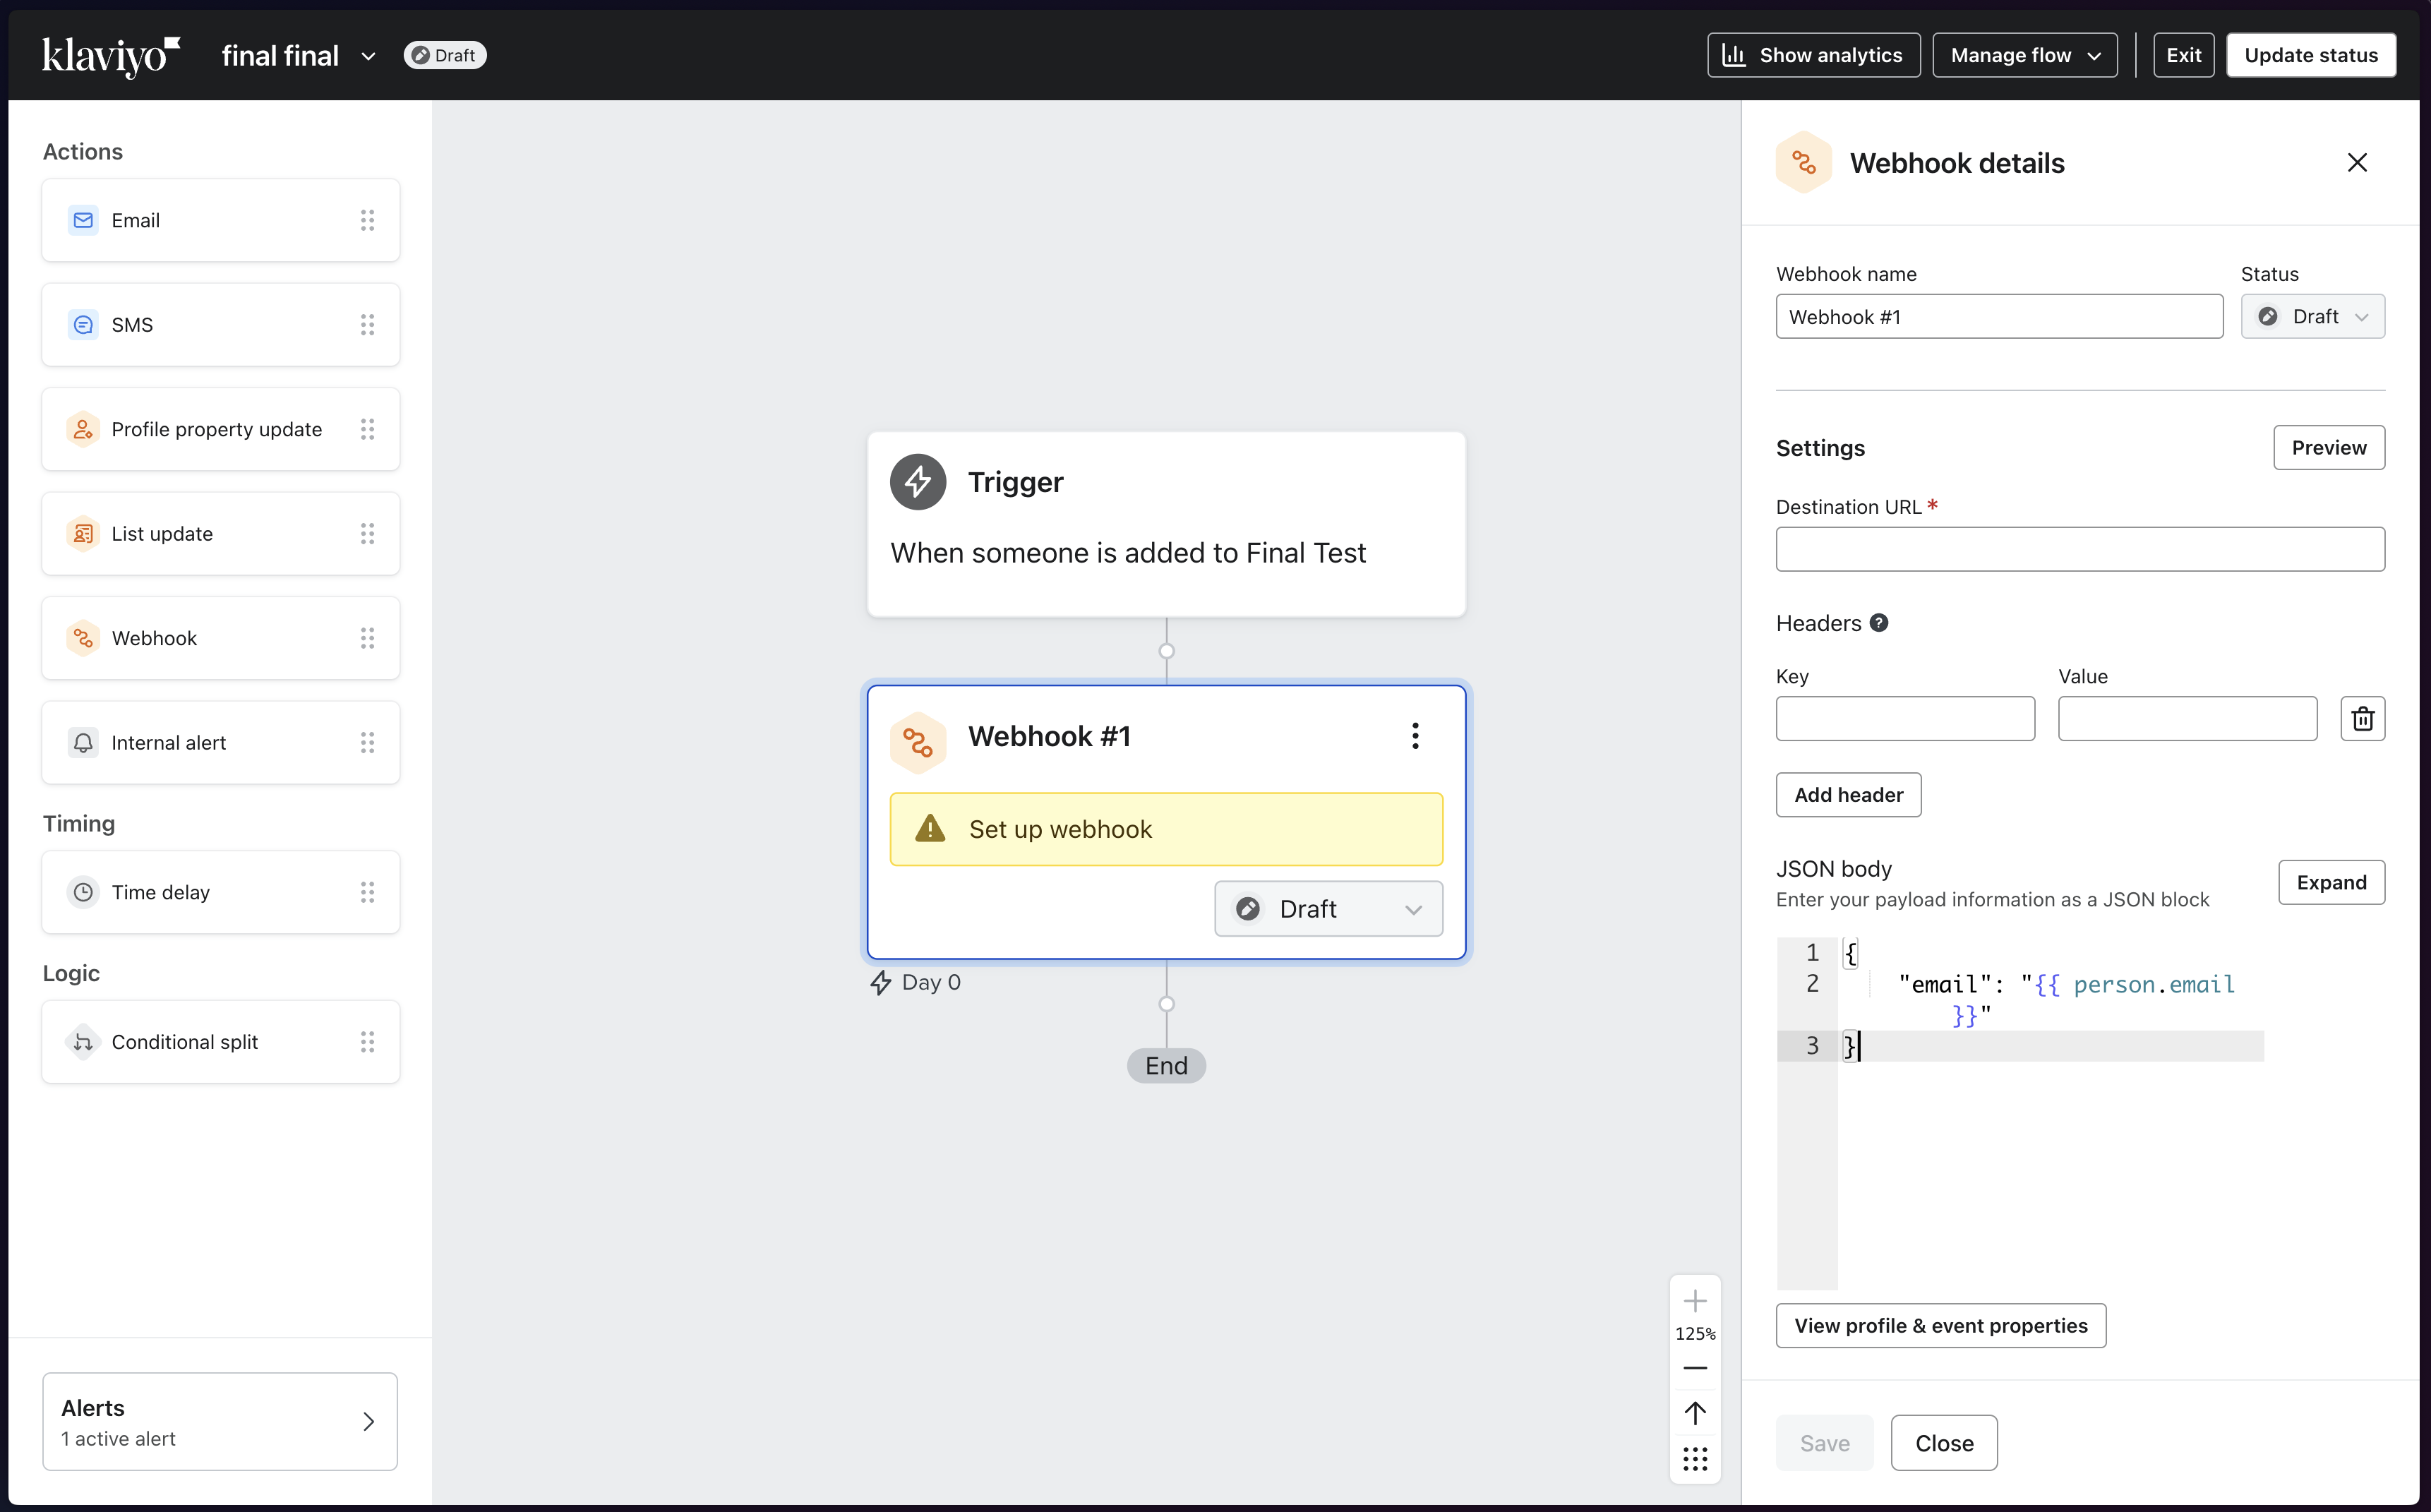 klaviyo
final final
Draft
Show analytics
Manage flow
Exit
Update status
Actions
Email
SMS
Profile property update
List update
Webhook
Internal alert
Timing
Time delay
Logic
Conditional split
Alerts
1 active alert
Trigger
When someone is added to Final Test
Webhook #1
Set up webhook
Draft
Day 0
End
125%
Webhook details
Webhook name
Status
Webhook #1
Draft
Settings
Preview
Destination URL *
Headers ?
Key
Value
Add header
JSON body
Enter your payload information as a JSON block
Expand
1 {
2 "email": "{{ person.email
}}"
3 }
View profile & event properties
Save
Close